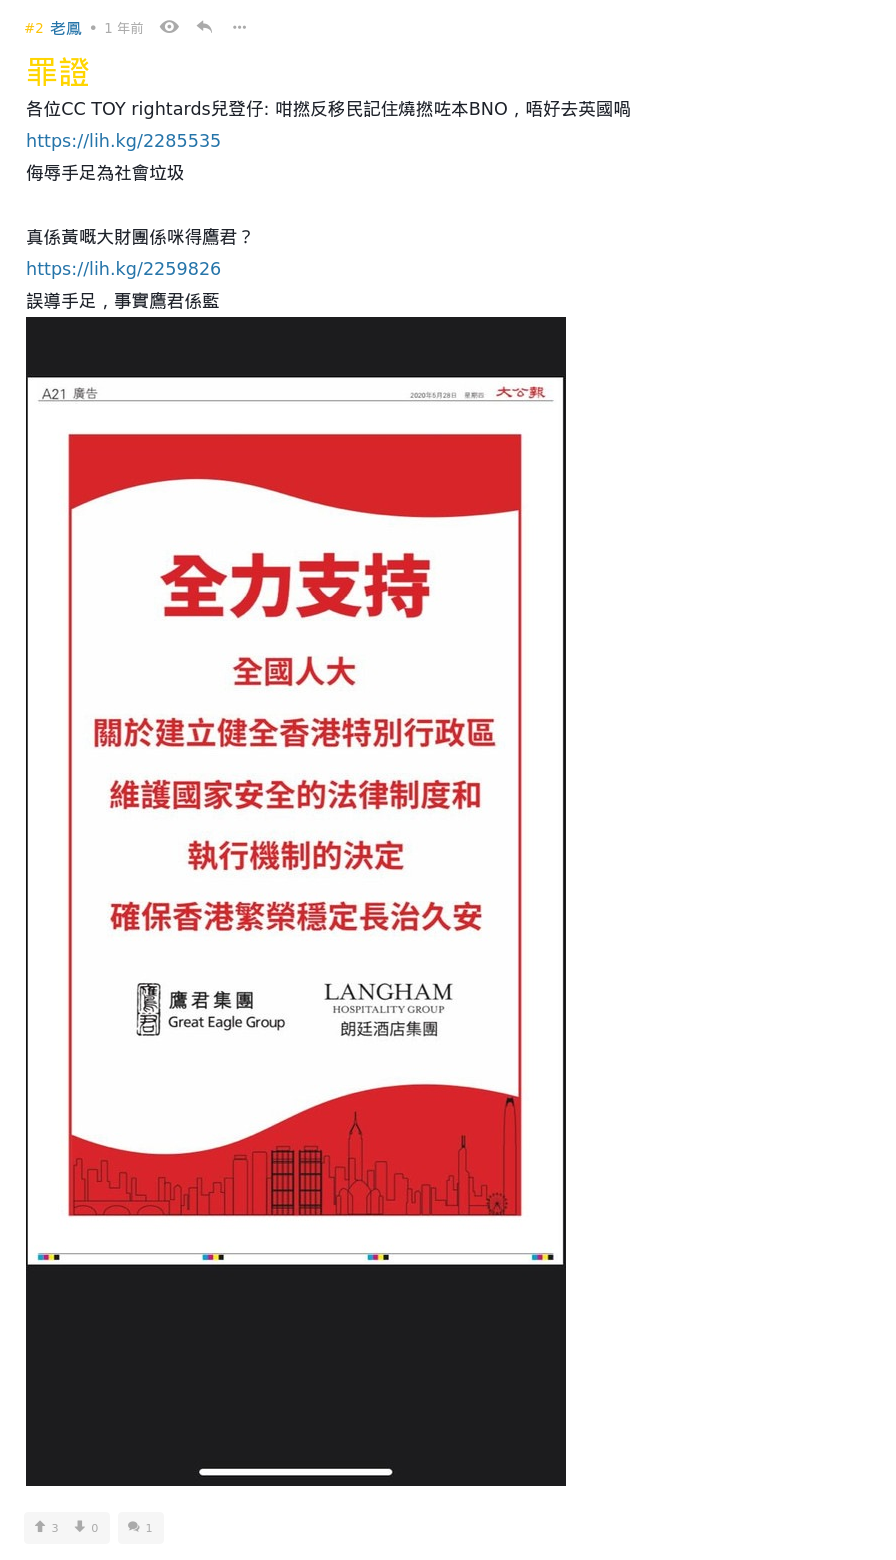 #2 老鳳 • 1 年前
罪證
各位CC TOY rightards兒登仔: 咁撚反移民記住燒撚咗本BNO，唔好去英國喎
https://lih.kg/2285535
侮辱手足為社會垃圾
真係黃嘅大財團係咪得鷹君？
https://lih.kg/2259826
誤導手足，事實鷹君係藍
A21 廣告 2020年5月28日 星期四 大公報
全力支持
全國人大
關於建立健全香港特別行政區
維護國家安全的法律制度和
執行機制的決定
確保香港繁榮穩定長治久安
鷹君 鷹君集團 LANGHAM
Great Eagle Group HOSPITALITY GROUP
朗廷酒店集團
3 0 1